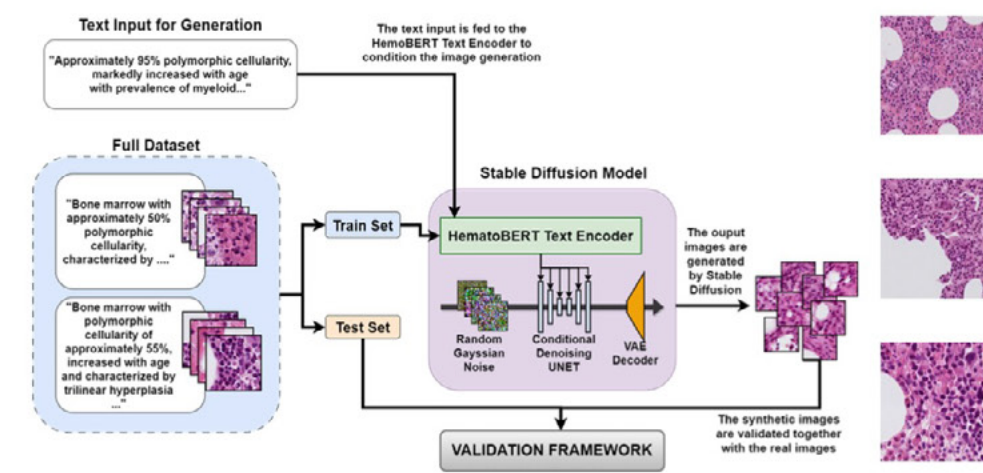 Text Input for Generation
"Approximately 95% polymorphic cellularity,
markedly increased with age
with prevalence of myeloid..."
The text input is fed to the
HemoBERT Text Encoder to
condition the image generation
Full Dataset
"Bone marrow with
approximately 50%
polymorphic
cellularity,
characterized by ...."
"Bone marrow with
polymorphic
cellularity of
approximately 55%,
increased with age
and characterized by
trilinear hyperplasia
..."
Train Set
Test Set
Stable Diffusion Model
HematoBERT Text Encoder
Random
Gayssian
Noise
Conditional
Denoising
UNET
VAE
Decoder
The ouput
images are
generated
by Stable
Diffusion
The synthetic images
are validated together
with the real images
VALIDATION FRAMEWORK